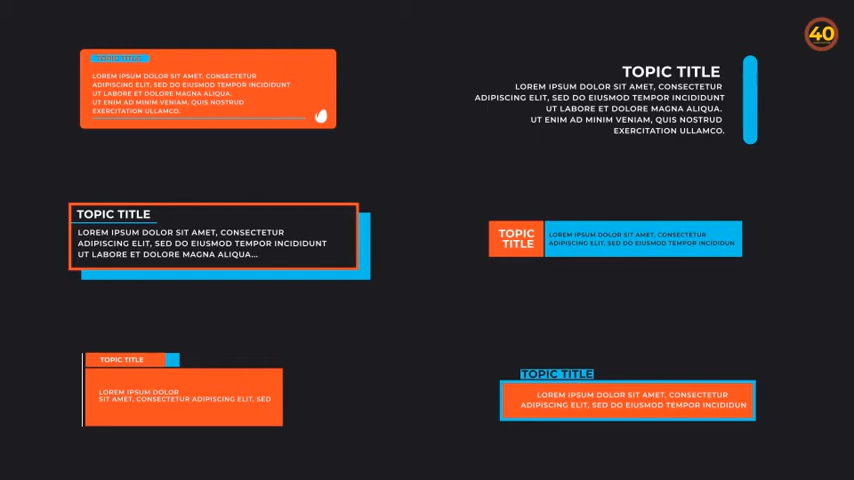 40
TOPIC TITLE
LOREM IPSUM DOLOR SIT AMET, CONSECTETUR
ADIPISCING ELIT, SED DO EIUSMOD TEMPOR INCIDIDUNT
UT LABORE ET DOLORE MAGNA ALIQUA.
UT ENIM AD MINIM VENIAM, QUIS NOSTRUD
EXERCITATION ULLAMCO.
TOPIC TITLE
LOREM IPSUM DOLOR SIT AMET, CONSECTETUR
ADIPISCING ELIT, SED DO EIUSMOD TEMPOR INCIDIDUNT
UT LABORE ET DOLORE MAGNA ALIQUA.
UT ENIM AD MINIM VENIAM, QUIS NOSTRUD
EXERCITATION ULLAMCO.
TOPIC TITLE
LOREM IPSUM DOLOR SIT AMET, CONSECTETUR
ADIPISCING ELIT, SED DO EIUSMOD TEMPOR INCIDIDUNT
UT LABORE ET DOLORE MAGNA ALIQUA...
TOPIC
TITLE
LOREM IPSUM DOLOR SIT AMET, CONSECTETUR
ADIPISCING ELIT, SED DO EIUSMOD TEMPOR INCIDIDUN
TOPIC TITLE
LOREM IPSUM DOLOR
SIT AMET, CONSECTETUR ADIPISCING ELIT, SED
TOPIC TITLE
LOREM IPSUM DOLOR SIT AMET, CONSECTETUR
ADIPISCING ELIT, SED DO EIUSMOD TEMPOR INCIDIDUN